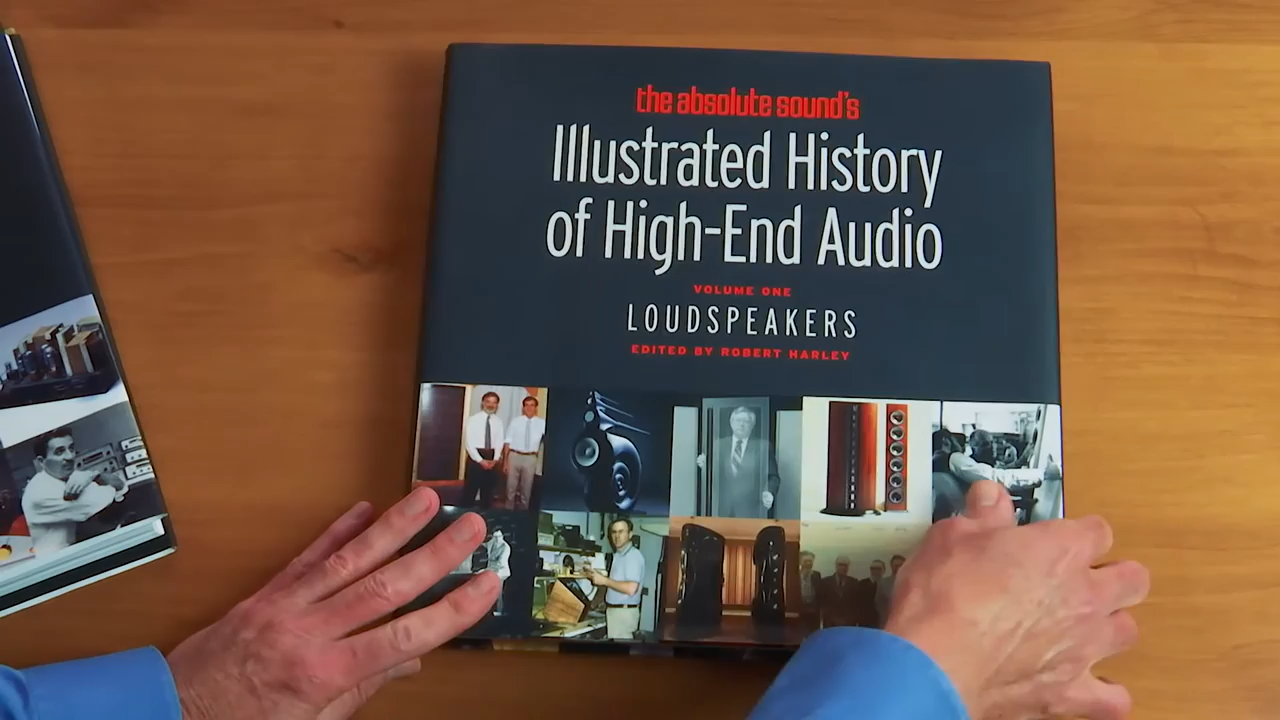 the absolute sound's
Illustrated History
of High-End Audio
VOLUME ONE
LOUDSPEAKERS
EDITED BY ROBERT HARLEY